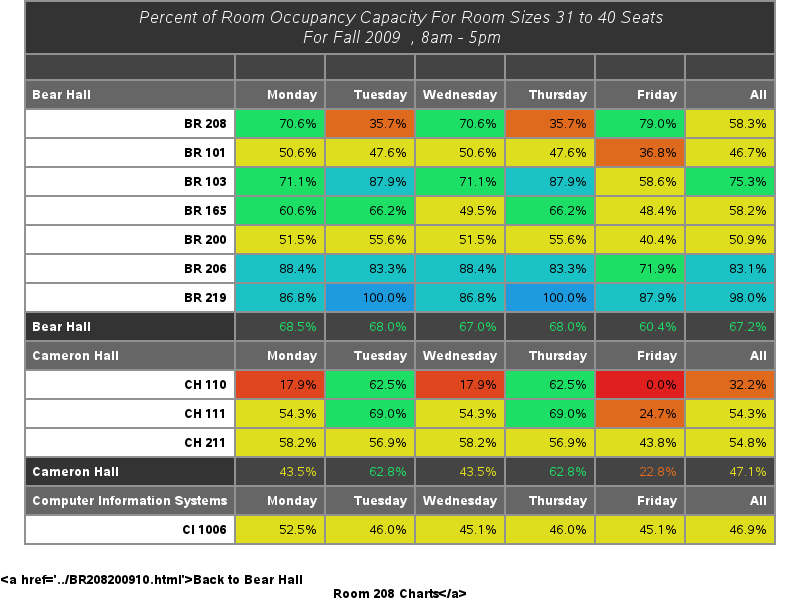 Percent of Room Occupancy Capacity For Room Sizes 31 to 40 Seats
For Fall 2009 , 8am - 5pm
Bear Hall Monday Tuesday Wednesday Thursday Friday All
BR 208 70.6% 35.7% 70.6% 35.7% 79.0% 58.3%
BR 101 50.6% 47.6% 50.6% 47.6% 36.8% 46.7%
BR 103 71.1% 87.9% 71.1% 87.9% 58.6% 75.3%
BR 165 60.6% 66.2% 49.5% 66.2% 48.4% 58.2%
BR 200 51.5% 55.6% 51.5% 55.6% 40.4% 50.9%
BR 206 88.4% 83.3% 88.4% 83.3% 71.9% 83.1%
BR 219 86.8% 100.0% 86.8% 100.0% 87.9% 98.0%
Bear Hall 68.5% 68.0% 67.0% 68.0% 60.4% 67.2%
Cameron Hall Monday Tuesday Wednesday Thursday Friday All
CH 110 17.9% 62.5% 17.9% 62.5% 0.0% 32.2%
CH 111 54.3% 69.0% 54.3% 69.0% 24.7% 54.3%
CH 211 58.2% 56.9% 58.2% 56.9% 43.8% 54.8%
Cameron Hall 43.5% 62.8% 43.5% 62.8% 22.8% 47.1%
Computer Information Systems Monday Tuesday Wednesday Thursday Friday All
CI 1006 52.5% 46.0% 45.1% 46.0% 45.1% 46.9%
<a href='../BR208200910.html'>Back to Bear Hall
Room 208 Charts</a>